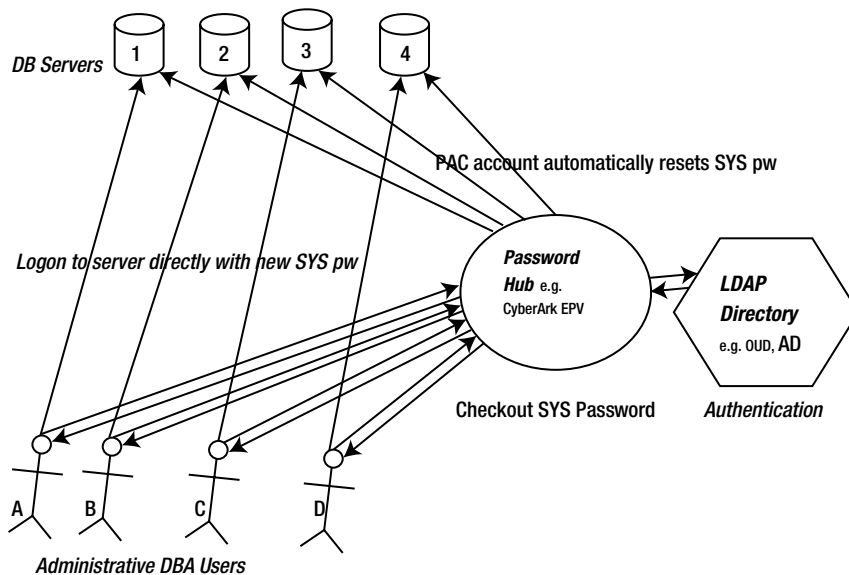 1
2
3
4
DB Servers
PAC account automatically resets SYS pw
Logon to server directly with new SYS pw
Password
Hub e.g.
CyberArk EPV
LDAP
Directory
e.g. OUD, AD
Checkout SYS Password
Authentication
A
B
C
D
Administrative DBA Users